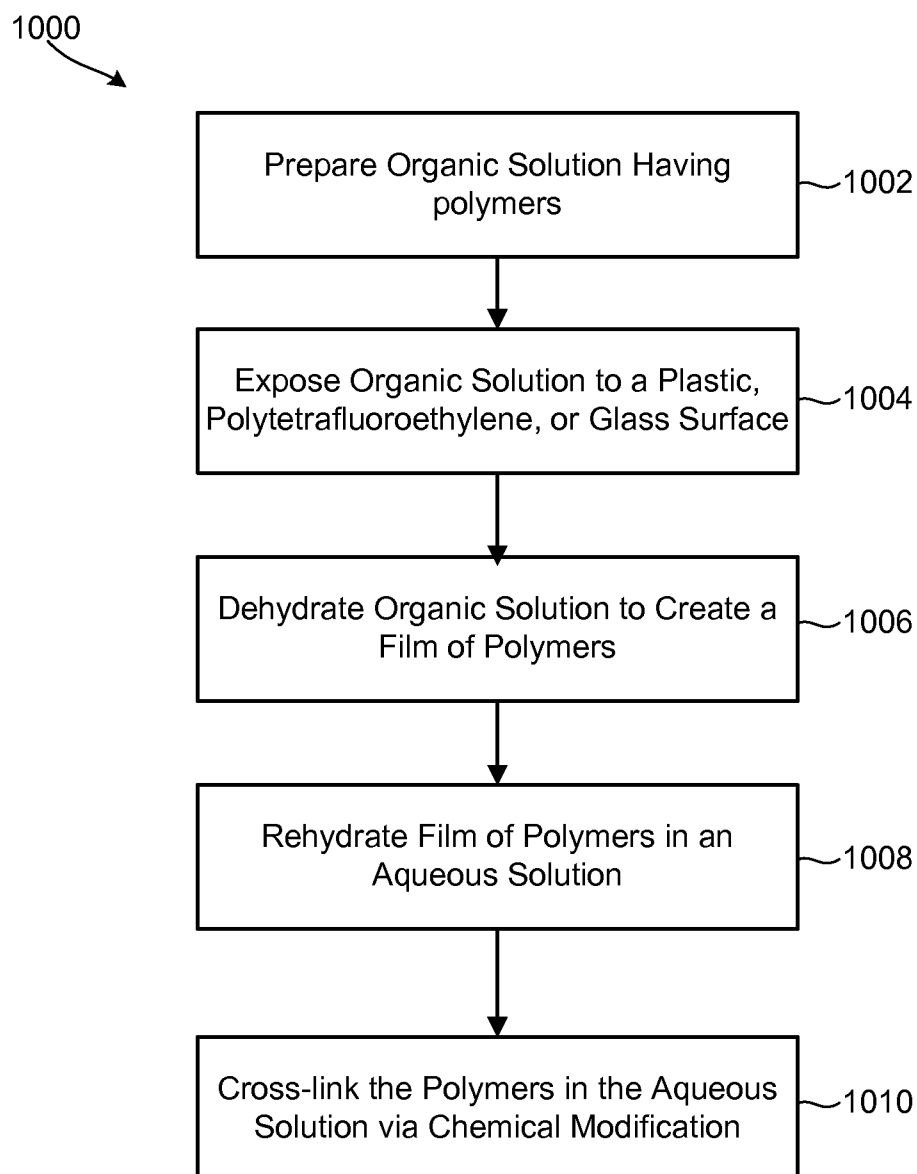 1000
Prepare Organic Solution Having
polymers
1002
Expose Organic Solution to a Plastic,
Polytetrafluoroethylene, or Glass Surface
1004
Dehydrate Organic Solution to Create a
Film of Polymers
1006
Rehydrate Film of Polymers in an
Aqueous Solution
1008
Cross-link the Polymers in the Aqueous
Solution via Chemical Modification
1010